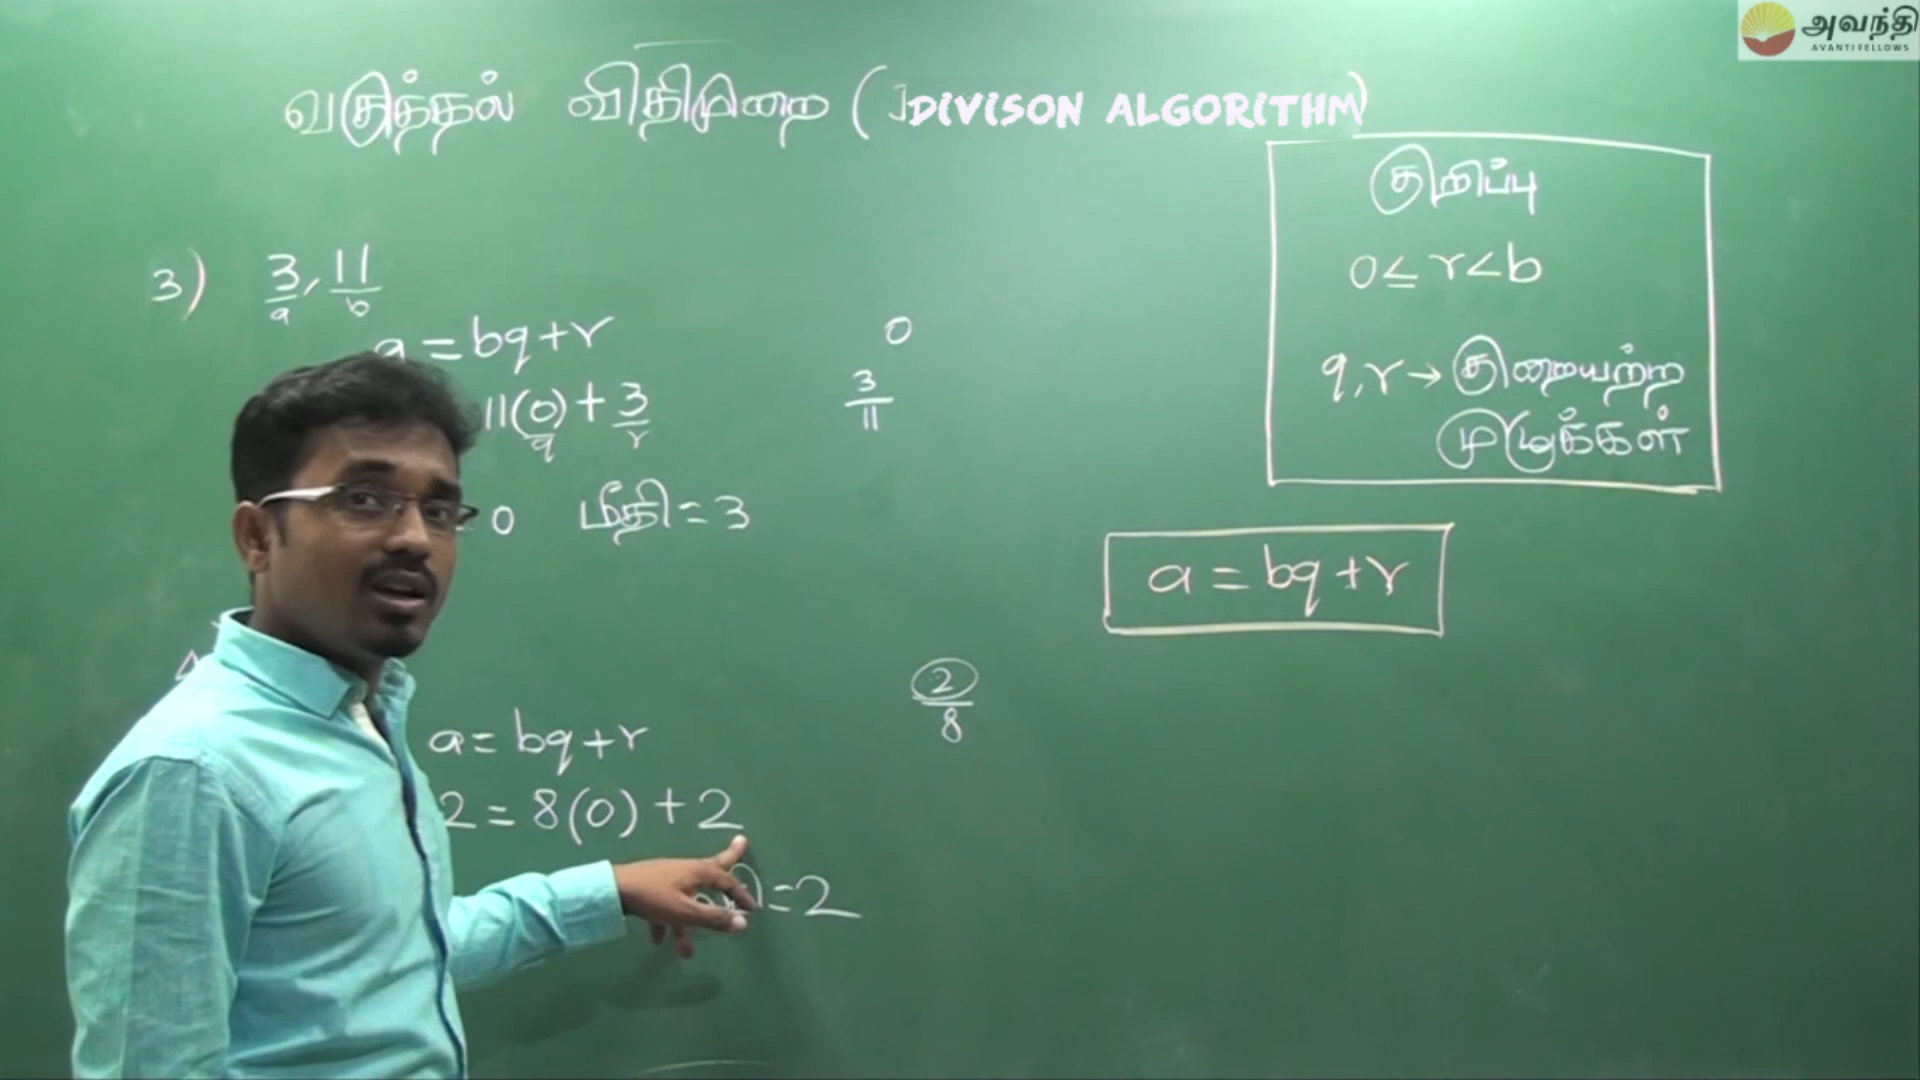 அவந்தி
AVANTI FELLOWS
வகுத்தல் விதிமுறை (DIVISON ALGORITHM)
3) 3, 11
a b
a = bq+r
11(0) + 3
q r
0 மீதி = 3
0
3
11
குறிப்பு
0 ≤ r < b
q, r → குறையற்ற
முழுக்கள்
a = bq + r
a = bq + r
2 = 8(0) + 2
= 2
2
8